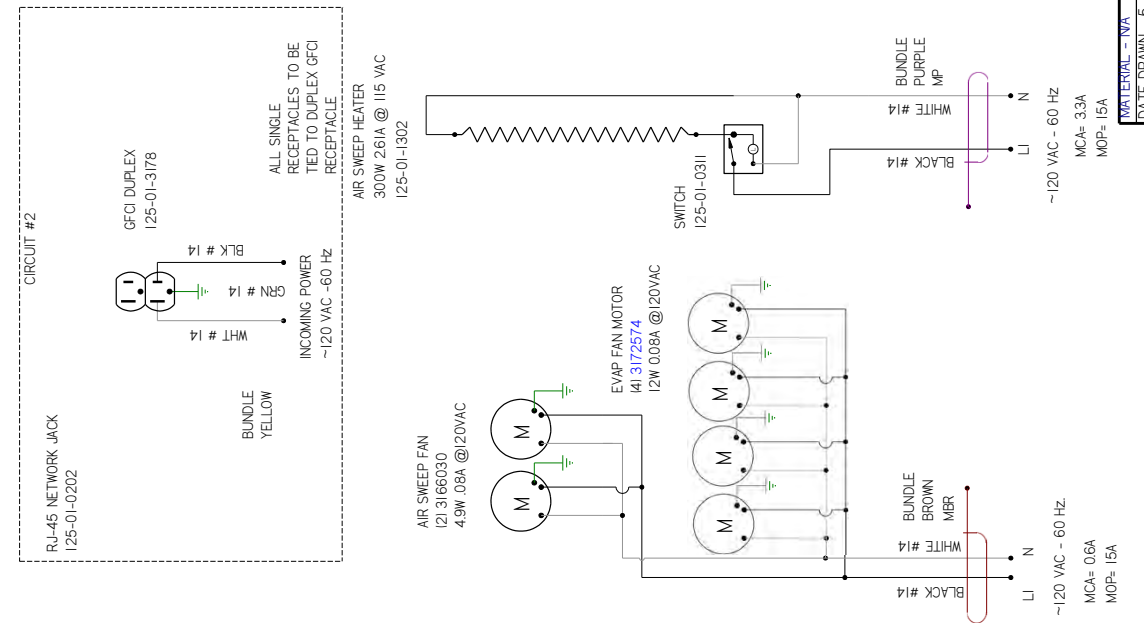 CIRCUIT #2
RJ-45 NETWORK JACK
125-01-0202
GFCI DUPLEX
125-01-3178
WHT # 14
GRN # 14
BLK # 14
BUNDLE
YELLOW
INCOMING POWER
~120 VAC -60 Hz
ALL SINGLE
RECEPTACLES TO BE
TIED TO DUPLEX GFCI
RECEPTACLE
AIR SWEEP HEATER
300W 2.61A @ 115 VAC
125-01-1302
SWITCH
125-01-0311
BUNDLE
PURPLE
MP
WHITE #14
BLACK #14
L1
N
~120 VAC - 60 Hz
MCA= 3.3A
MOP= 15A
AIR SWEEP FAN
(2) 3166030
4.9W .08A @120VAC
M
M
EVAP FAN MOTOR
(4) 3172574
12W 0.08A @120VAC
M
M
M
M
BUNDLE
BROWN
MBR
WHITE #14
BLACK #14
L1
N
~120 VAC - 60 Hz.
MCA= 0.6A
MOP= 15A
MATERIAL - N/A